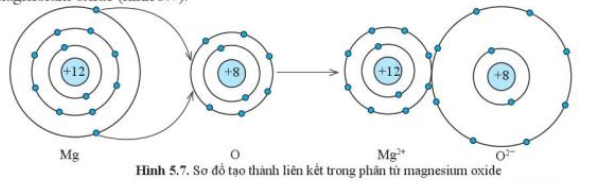 +12
+8
+12
+8
Mg
O
Mg²⁺
O²⁻
Hình 5.7. Sơ đồ tạo thành liên kết trong phân tử magnesium oxide